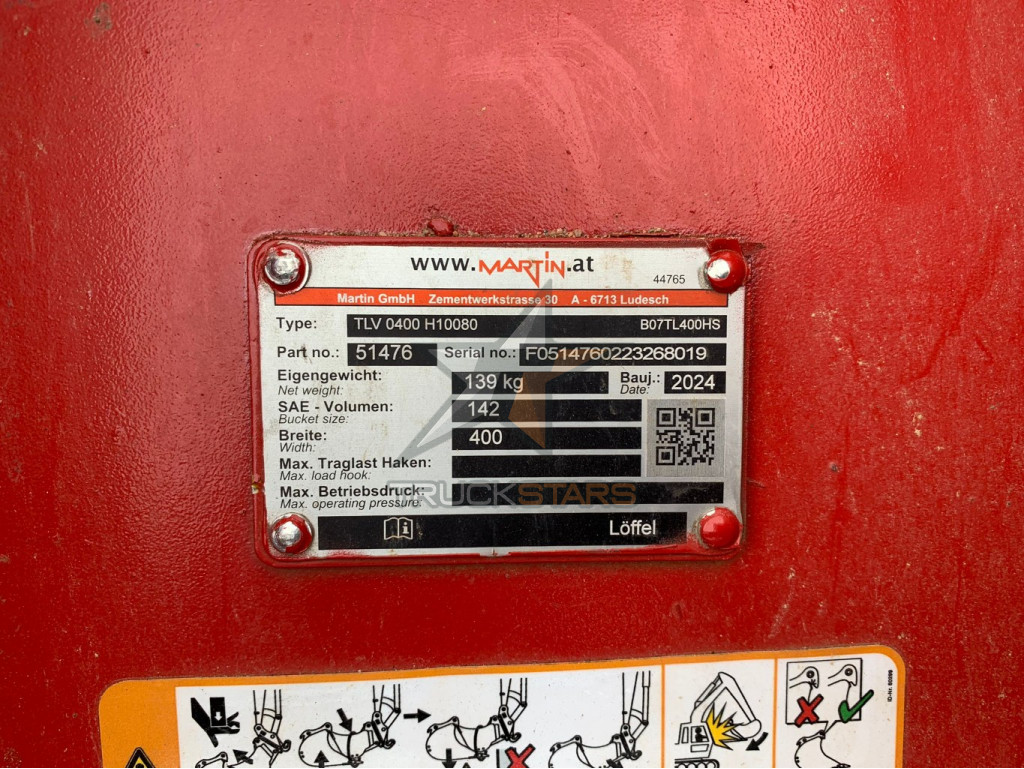 www.MARTIN.at
44765
Martin GmbH Zementwerkstrasse 30 A - 6713 Ludesch
Type: TLV 0400 H10080 B07TL400HS
Part no.: 51476 Serial no.: F0514760223268019
Eigengewicht: 139 kg Bauj.: 2024
Net weight: Date:
SAE - Volumen: 142
Bucket size:
Breite: 400
Width:
Max. Traglast Haken:
Max. load hook:
Max. Betriebsdruck:
Max. operating pressure:
TRUCKSTARS
Löffel